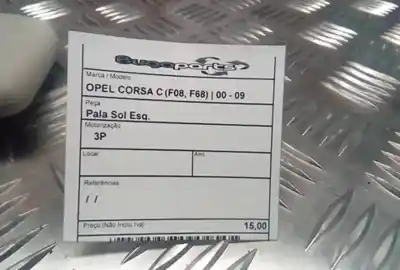 Marca / Modelo
OPEL CORSA C (F08, F68) | 00 - 09
Peça
Pala Sol Esq.
Motorização
3P
Local
Ano
Referências
/ /
Preço (Não inclui Iva)
15,00